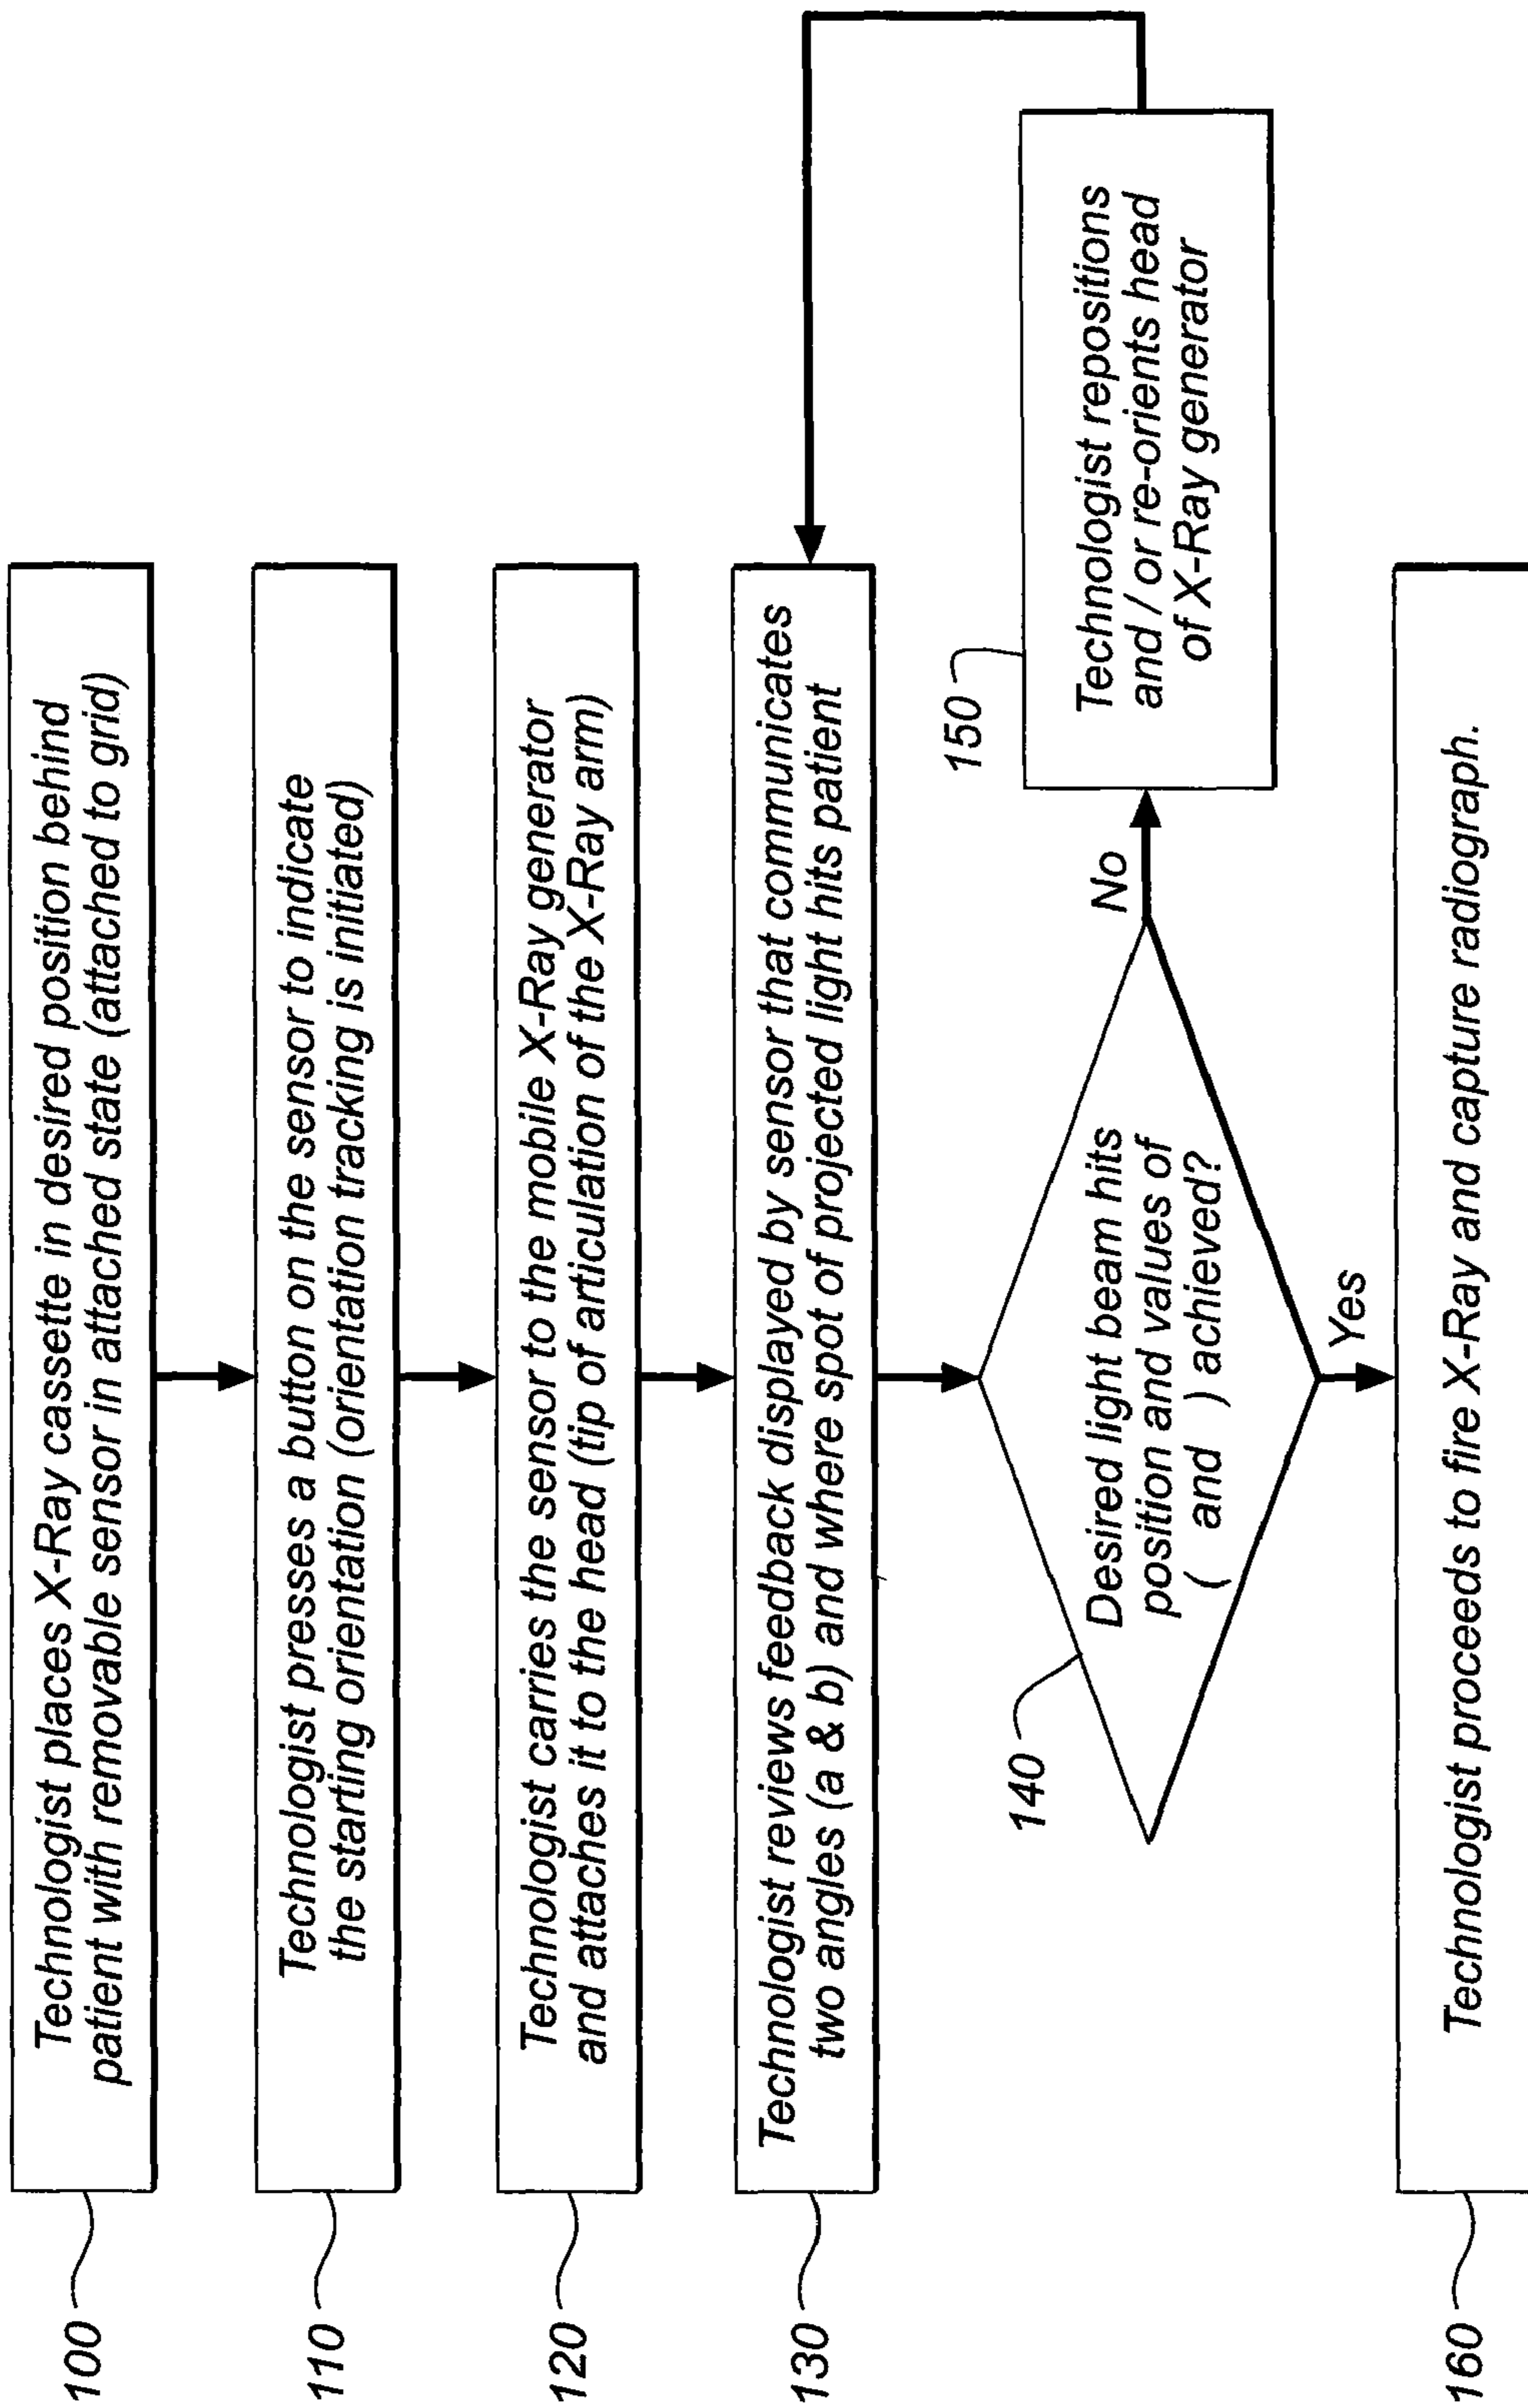 100
Technologist places X-Ray cassette in desired position behind
patient with removable sensor in attached state (attached to grid)
110
Technologist presses a button on the sensor to indicate
the starting orientation (orientation tracking is initiated)
120
Technologist carries the sensor to the mobile X-Ray generator
and attaches it to the head (tip of articulation of the X-Ray arm)
130
Technologist reviews feedback displayed by sensor that communicates
two angles (a & b) and where spot of projected light hits patient
140
Desired light beam hits
position and values of
( and ) achieved?
No
150
Technologist repositions
and / or re-orients head
of X-Ray generator
Yes
160
Technologist proceeds to fire X-Ray and capture radiograph.